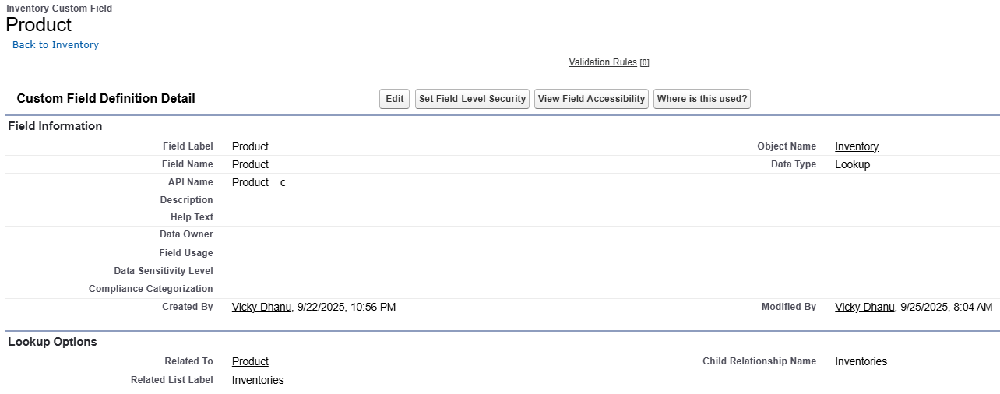 Inventory Custom Field
Product
Back to Inventory
Validation Rules [0]
Custom Field Definition Detail Edit Set Field-Level Security View Field Accessibility Where is this used?
Field Information
Field Label Product Object Name Inventory
Field Name Product Data Type Lookup
API Name Product__c
Description
Help Text
Data Owner
Field Usage
Data Sensitivity Level
Compliance Categorization
Created By Vicky Dhanu, 9/22/2025, 10:56 PM Modified By Vicky Dhanu, 9/25/2025, 8:04 AM
Lookup Options
Related To Product Child Relationship Name Inventories
Related List Label Inventories